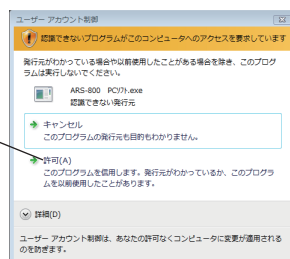 ユーザー アカウント制御
認識できないプログラムがこのコンピュータへのアクセスを要求しています
発行元がわかっている場合や以前使用したことがある場合を除き、このプログ
ラムは実行しないでください。
ARS-800 PCソフト.exe
認識できない発行元
キャンセル
このプログラムの発行元も目的もわかりません。
許可(A)
このプログラムを信用します。発行元がわかっているか、このプログラ
ムを以前使用したことがあります。
詳細(D)
ユーザー アカウント制御は、あなたの許可なくコンピュータに変更が適用される
のを防ぎます。